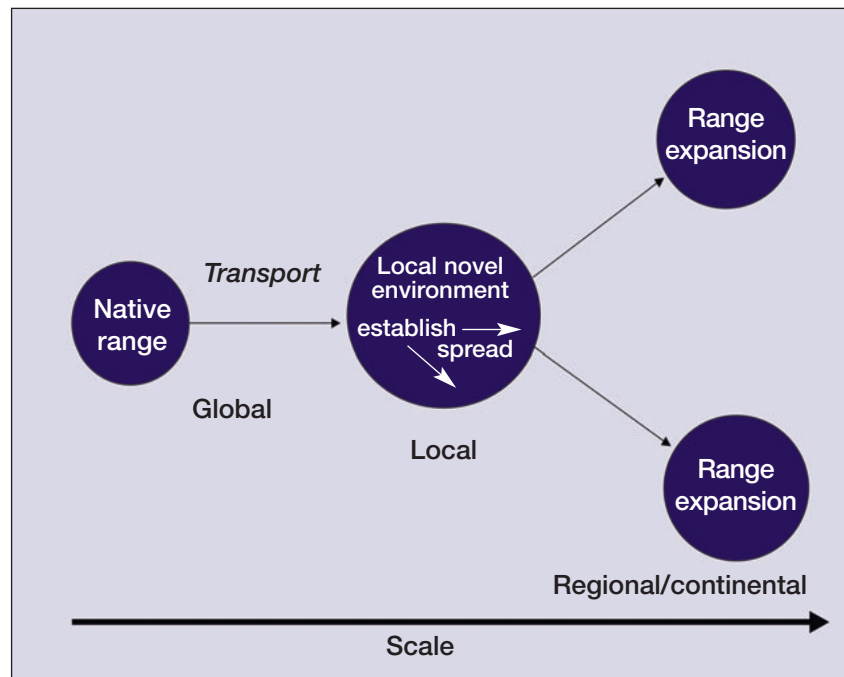 Range
expansion
Transport
Local novel
environment
establish
spread
Native
range
Global
Local
Range
expansion
Regional/continental
Scale